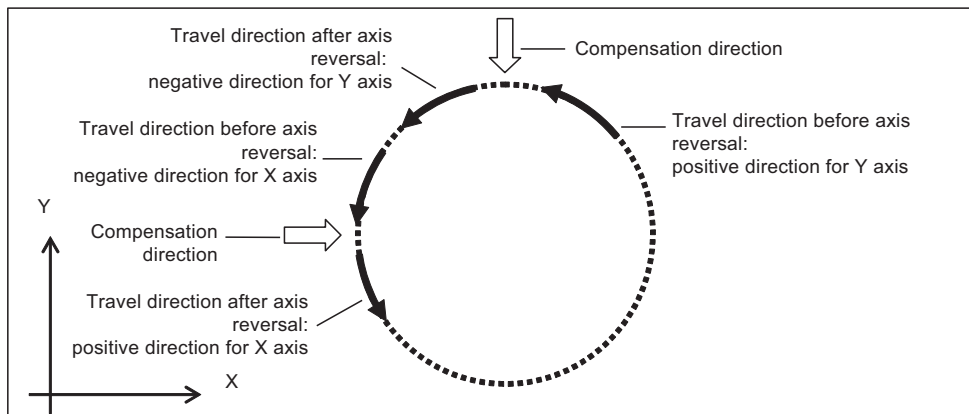 Travel direction after axis
reversal:
negative direction for Y axis
Compensation direction
Travel direction before axis
reversal:
positive direction for Y axis
Travel direction before axis
reversal:
negative direction for X axis
Y
Compensation
direction
Travel direction after axis
reversal:
positive direction for X axis
X